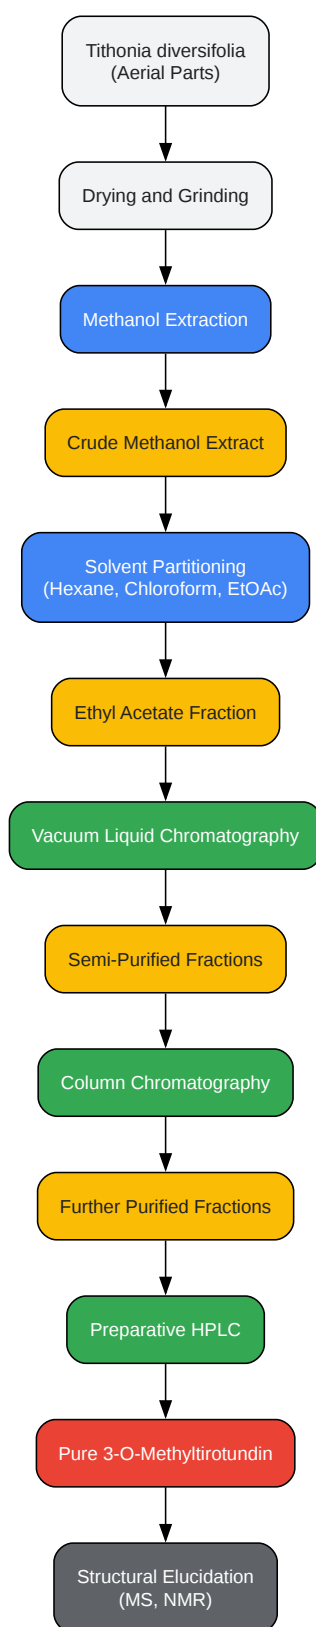 Tithonia diversifolia
(Aerial Parts)
Drying and Grinding
Methanol Extraction
Crude Methanol Extract
Solvent Partitioning
(Hexane, Chloroform, EtOAc)
Ethyl Acetate Fraction
Vacuum Liquid Chromatography
Semi-Purified Fractions
Column Chromatography
Further Purified Fractions
Preparative HPLC
Pure 3-O-Methyltirotundin
Structural Elucidation
(MS, NMR)